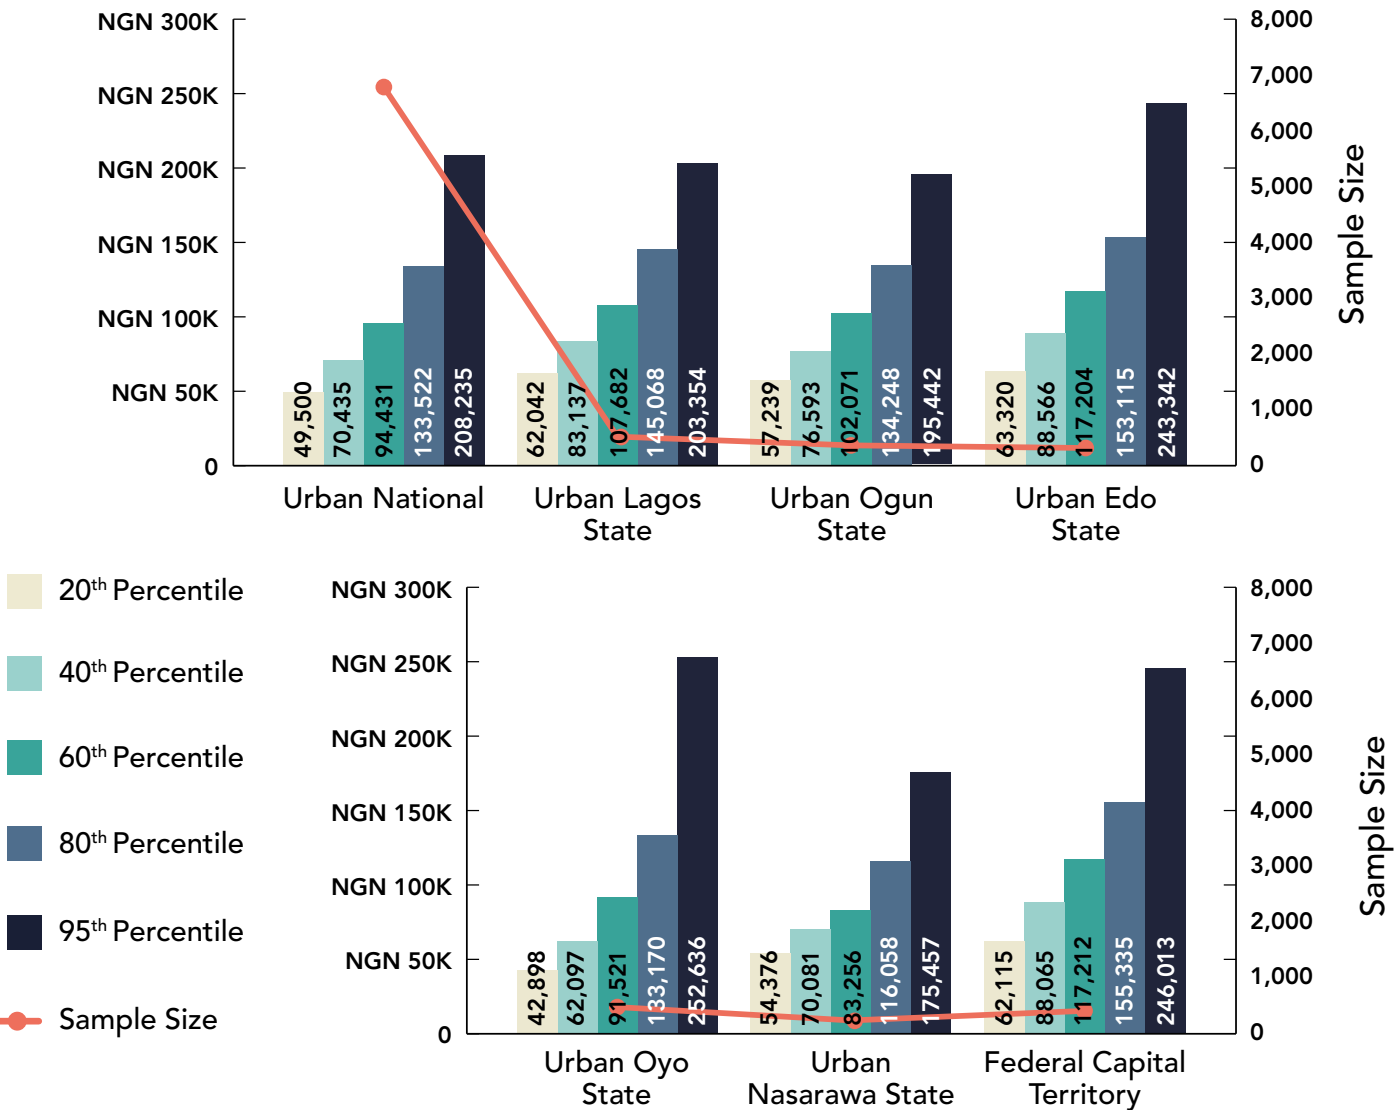 NGN 300K
NGN 250K
NGN 200K
NGN 150K
NGN 100K
NGN 50K
0
8,000
7,000
6,000
5,000
4,000
3,000
2,000
1,000
0
Sample Size
49,500
70,435
94,431
133,522
208,235
62,042
83,137
107,682
145,068
203,354
57,239
76,593
102,071
134,248
195,442
63,320
88,566
117,204
153,115
243,342
Urban National
Urban Lagos
State
Urban Ogun
State
Urban Edo
State
20th Percentile
40th Percentile
60th Percentile
80th Percentile
95th Percentile
Sample Size
NGN 300K
NGN 250K
NGN 200K
NGN 150K
NGN 100K
NGN 50K
0
8,000
7,000
6,000
5,000
4,000
3,000
2,000
1,000
0
Sample Size
42,898
62,097
91,521
133,170
252,636
54,376
70,081
83,256
116,058
175,457
62,115
88,065
117,212
155,335
246,013
Urban Oyo
State
Urban
Nasarawa State
Federal Capital
Territory